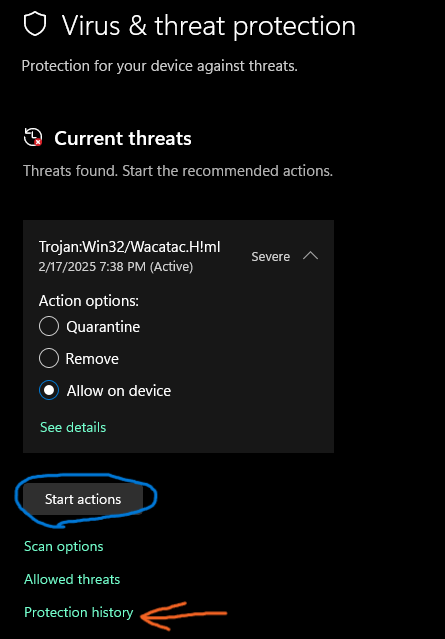 Virus & threat protection
Protection for your device against threats.
Current threats
Threats found. Start the recommended actions.
Trojan:Win32/Wacatac.H!ml
2/17/2025 7:38 PM (Active)
Severe
Action options:
Quarantine
Remove
Allow on device
See details
Start actions
Scan options
Allowed threats
Protection history